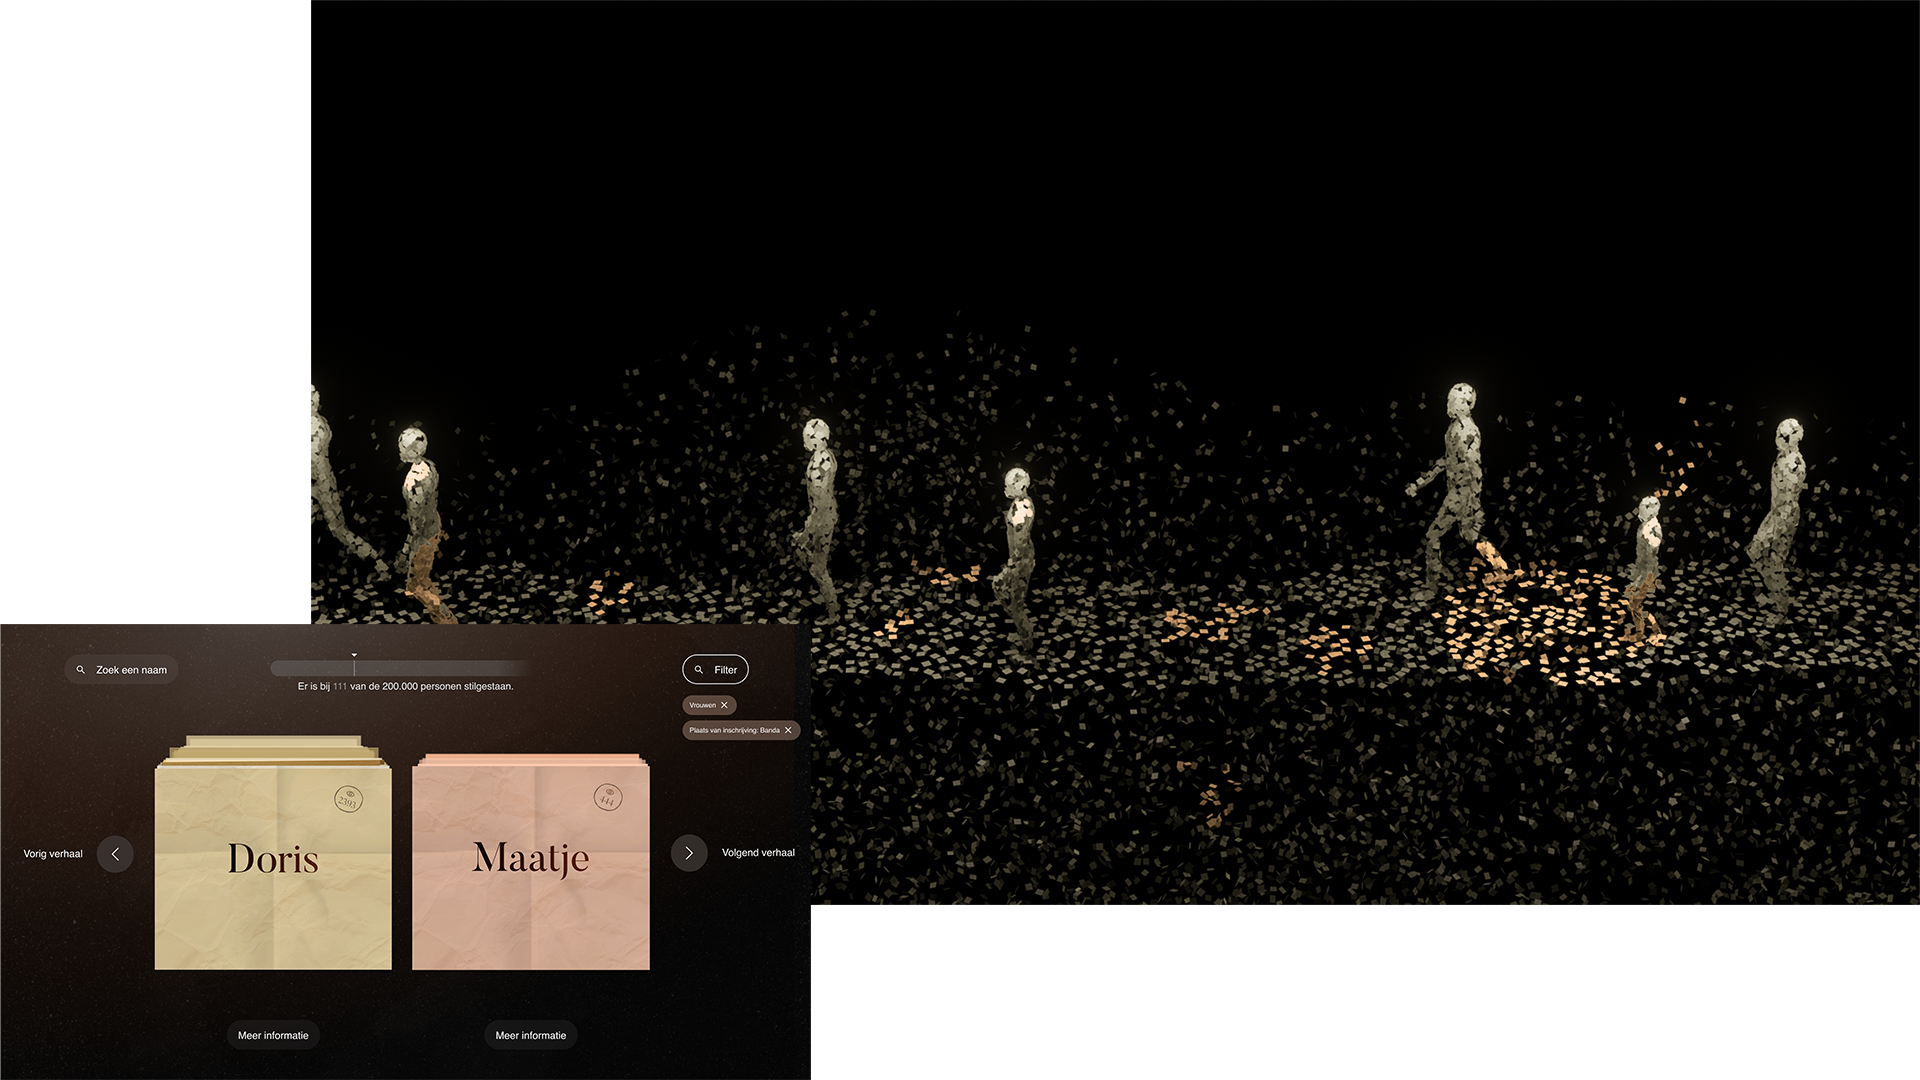 Zoek een naam
Er is bij 111 van de 200.000 personen stilgestaan.
Filter
Vrouwen
Plaats van inschrijving: Banda
2393
Doris
444
Maatje
Vorig verhaal
Volgend verhaal
Meer informatie
Meer informatie